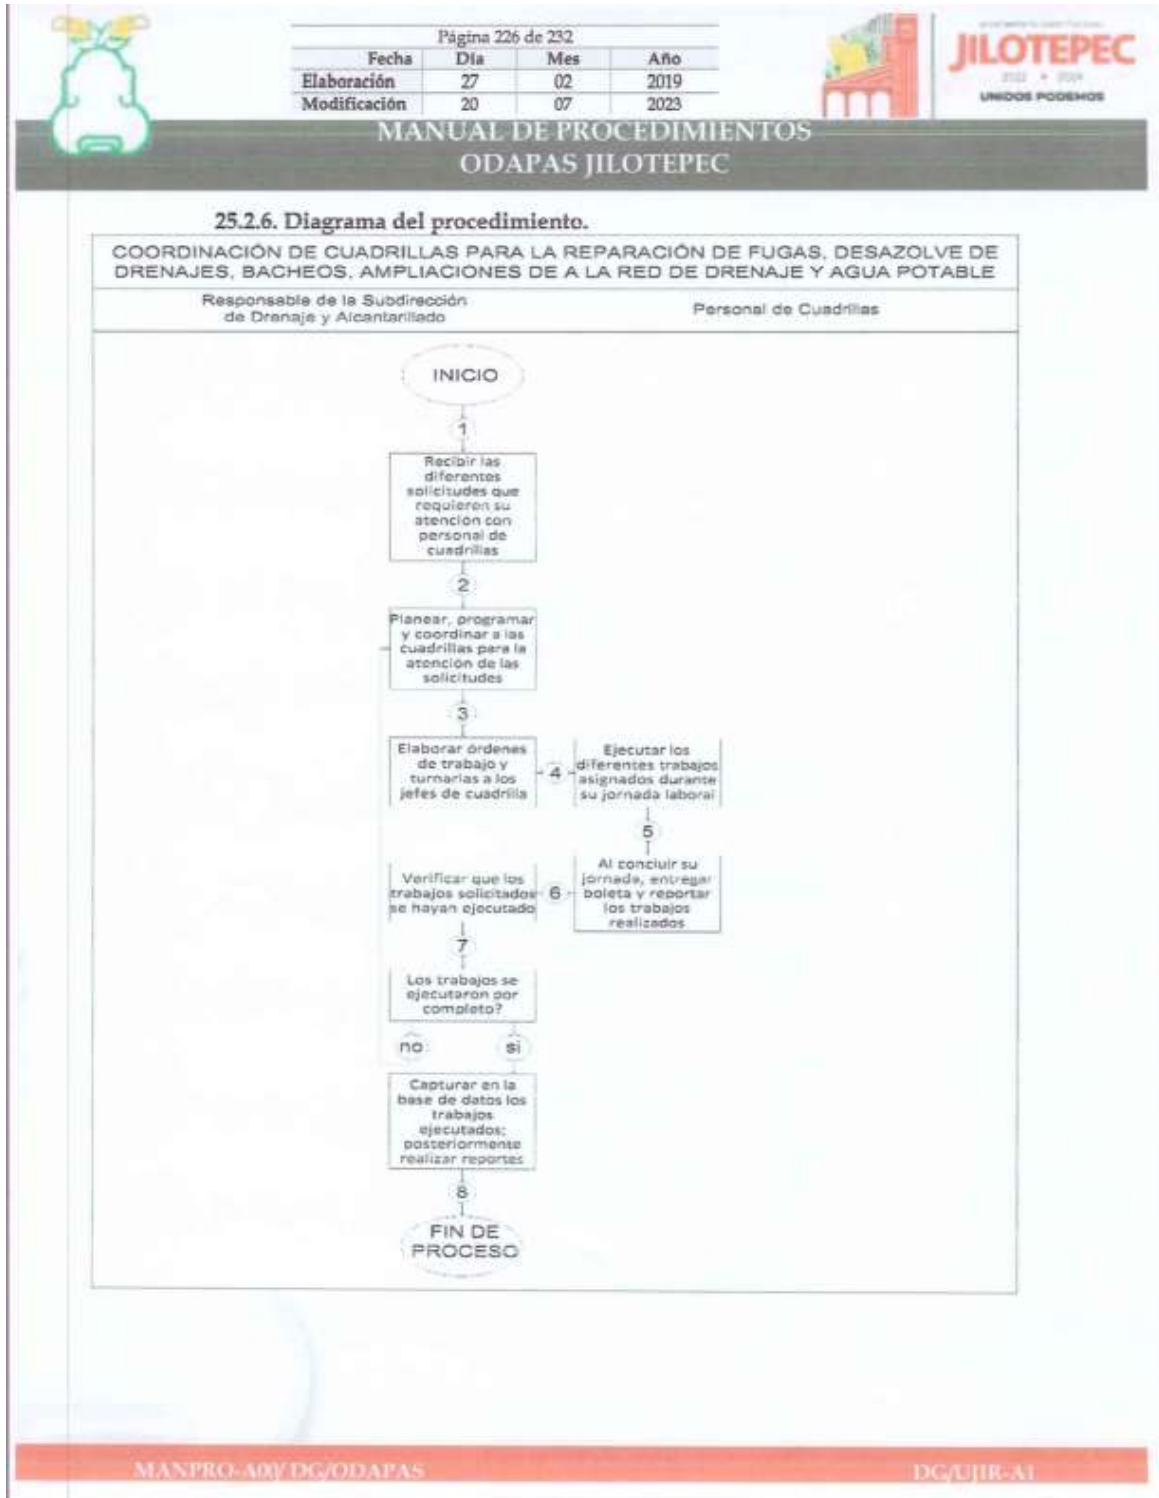 Página 226 de 232
Fecha Día Mes Año
Elaboración 27 02 2019
Modificación 20 07 2023
JILOTEPEC
UNIDOS PODEMOS
MANUAL DE PROCEDIMIENTOS
ODAPAS JILOTEPEC
25.2.6. Diagrama del procedimiento.
COORDINACIÓN DE CUADRILLAS PARA LA REPARACIÓN DE FUGAS, DESAZOLVE DE
DRENAJES, BACHEOS, AMPLIACIONES DE A LA RED DE DRENAJE Y AGUA POTABLE
Responsable de la Subdirección
de Drenaje y Alcantarillado
Personal de Cuadrillas
INICIO
1
Recibir las
diferentes
solicitudes que
requieren su
atención con
personal de
cuadrillas
2
Planear, programar
y coordinar a las
cuadrillas para la
atención de las
solicitudes
3
Elaborar órdenes
de trabajo y
turnarlas a los
jefes de cuadrilla
4
Ejecutar los
diferentes trabajos
asignados durante
su jornada laboral
5
Al concluir su
jornada, entregar
boleta y reportar
los trabajos
realizados
6
Verificar que los
trabajos solicitados
se hayan ejecutado
7
Los trabajos se
ejecutaron por
completo?
no
si
Capturar en la
base de datos los
trabajos
ejecutados;
posteriormente
realizar reportes
8
FIN DE
PROCESO
MANPRO-A00/ DG/ODAPAS
DG/UJIR-A1